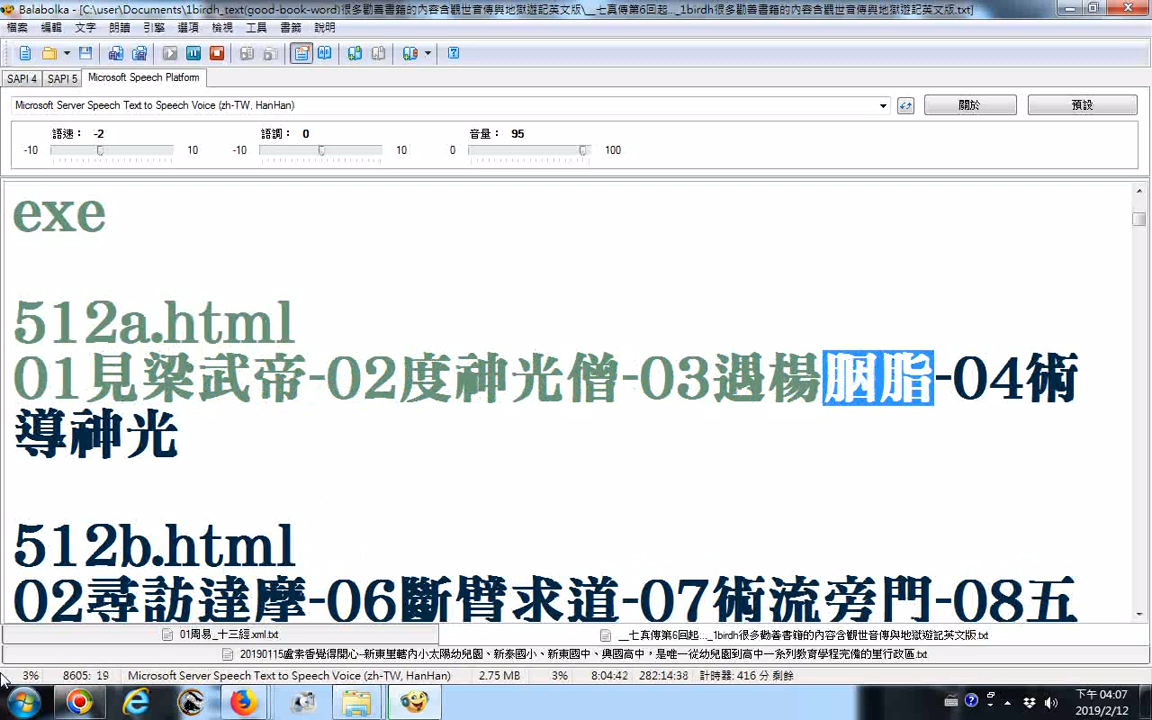 Balabolka - [C:\user\Documents\1birdh_text(good-book-word)很多勸善書籍的內容含觀世音傳與地獄遊記英文版\__七真傳第6回起..._1birdh很多勸善書籍的內容含觀世音傳與地獄遊記英文版.txt]
檔案 編輯 文字 朗讀 引擎 選項 檢視 工具 書籤 說明
SAPI 4 SAPI 5 Microsoft Speech Platform
Microsoft Server Speech Text to Speech Voice (zh-TW, HanHan) 關於 預設
語速： -2 語調： 0 音量： 95
-10 10 -10 10 0 100
exe
512a.html
01見梁武帝-02度神光僧-03遇楊胭脂-04術
導神光
512b.html
02尋訪達摩-06斷臂求道-07術流旁門-08五
01周易_十三經.xml.txt __七真傳第6回起..._1birdh很多勸善書籍的內容含觀世音傳與地獄遊記英文版.txt
20190115盧素香覺得開心-新東里轄內小太陽幼兒園、新泰國小、新東國中、興國高中，是唯一從幼兒園到高中一系列教育學程完備的里行政區.txt
3% 8605: 19 Microsoft Server Speech Text to Speech Voice (zh-TW, HanHan) 2.75 MB 3% 8:04:42 282:14:38 計時器: 416 分 剩餘
下午 04:07
2019/2/12